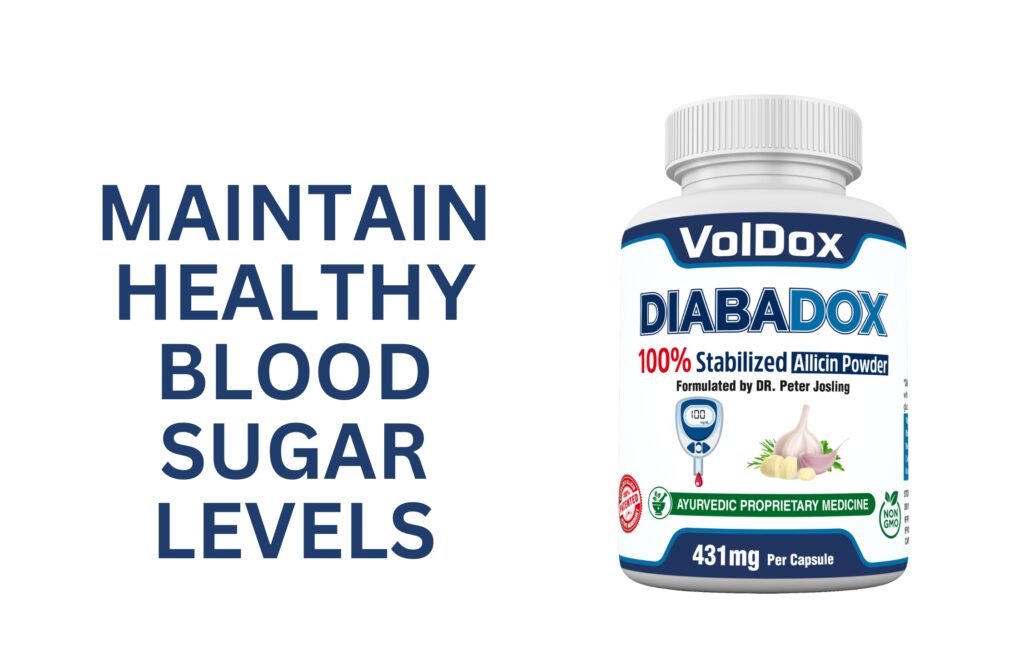 MAINTAIN
HEALTHY
BLOOD
SUGAR
LEVELS
VolDox
DIABADOX
100% Stabilized Allicin Powder
Formulated by DR. Peter Josling
100
PATENTED
AYURVEDIC PROPRIETARY MEDICINE
NON
GMO
431mg Per Capsule